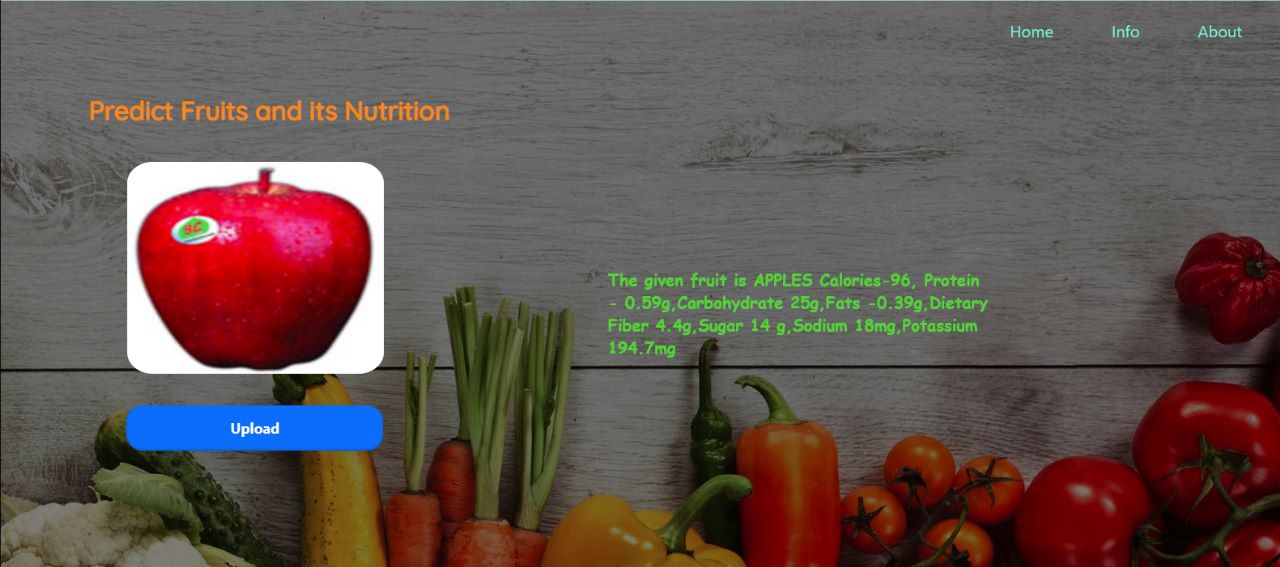 Home Info About
Predict Fruits and its Nutrition
BC
The given fruit is APPLES Calories-96, Protein
- 0.59g,Carbohydrate 25g,Fats -0.39g,Dietary
Fiber 4.4g,Sugar 14 g,Sodium 18mg,Potassium
194.7mg
Upload